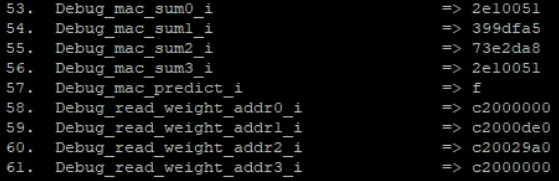 53. Debug_mac_sum0_i => 2e10051
54. Debug_mac_sum1_i => 399dfa5
55. Debug_mac_sum2_i => 73e2da8
56. Debug_mac_sum3_i => 2e10051
57. Debug_mac_predict_i => f
58. Debug_read_weight_addr0_i => c2000000
59. Debug_read_weight_addr1_i => c2000de0
60. Debug_read_weight_addr2_i => c20029a0
61. Debug_read_weight_addr3_i => c2000000